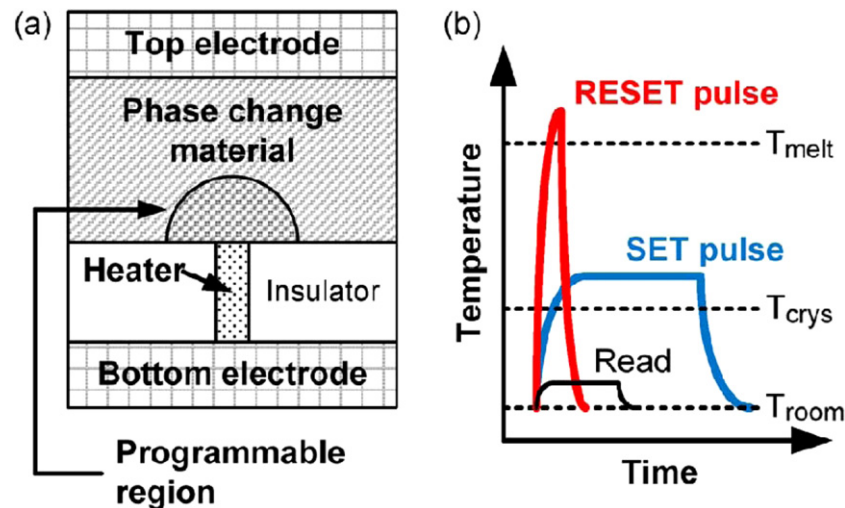 (a)
Top electrode
Phase change
material
Heater
Insulator
Bottom electrode
Programmable
region
(b)
RESET pulse
Tmelt
SET pulse
Tcrys
Read
Troom
Temperature
Time